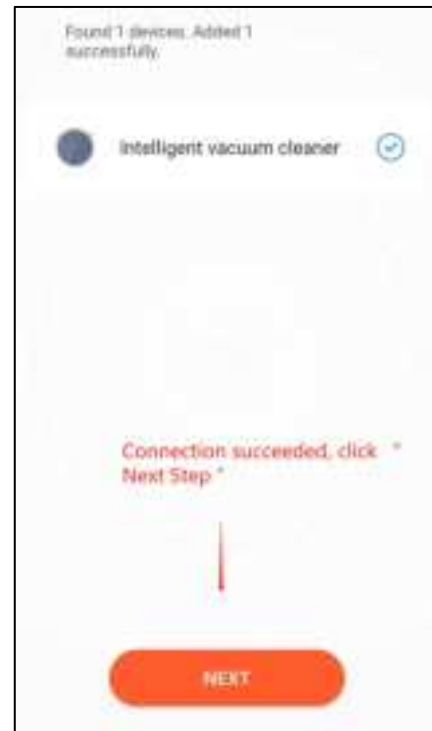 Found 1 devices. Added 1
successfully.
Intelligent vacuum cleaner
Connection succeeded, click "
Next Step "
NEXT